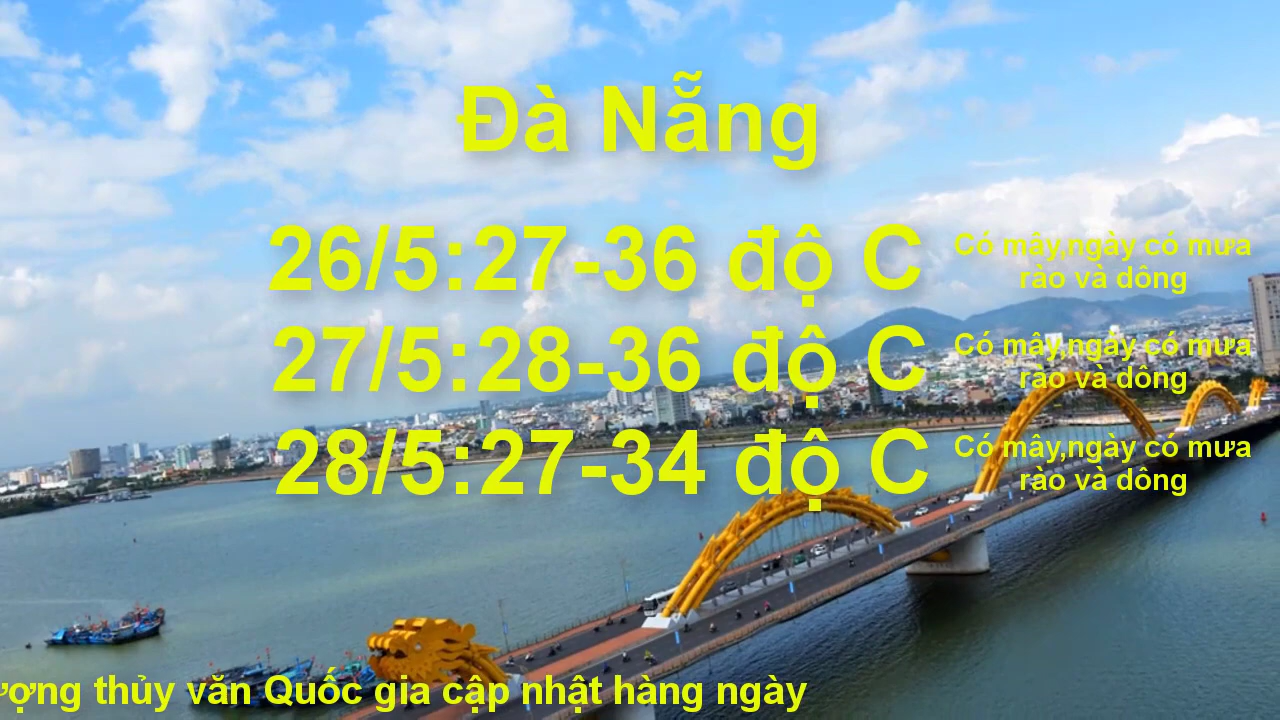 Đà Nẵng
26/5:27-36 độ C
Có mây,ngày có mưa
rào và dông
27/5:28-36 độ C
Có mây,ngày có mưa
rào và dông
28/5:27-34 độ C
Có mây,ngày có mưa
rào và dông
thủy văn Quốc gia cập nhật hàng ngày